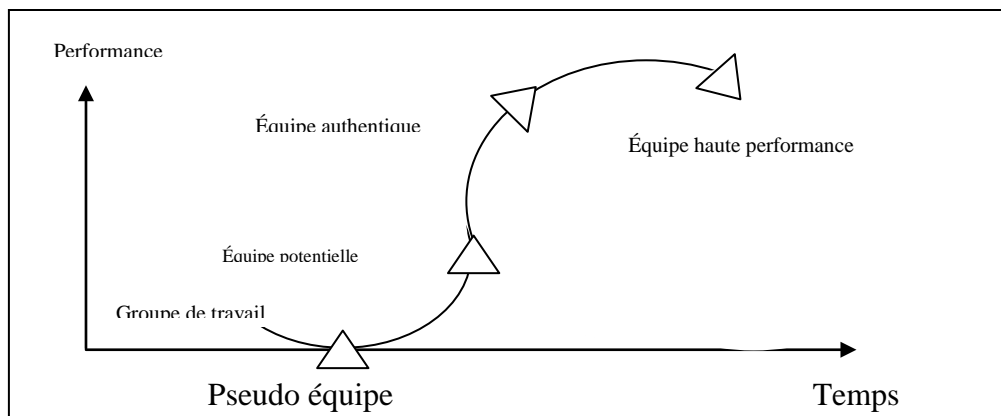 Performance
Équipe authentique
Équipe haute performance
Équipe potentielle
Groupe de travail
Pseudo équipe
Temps